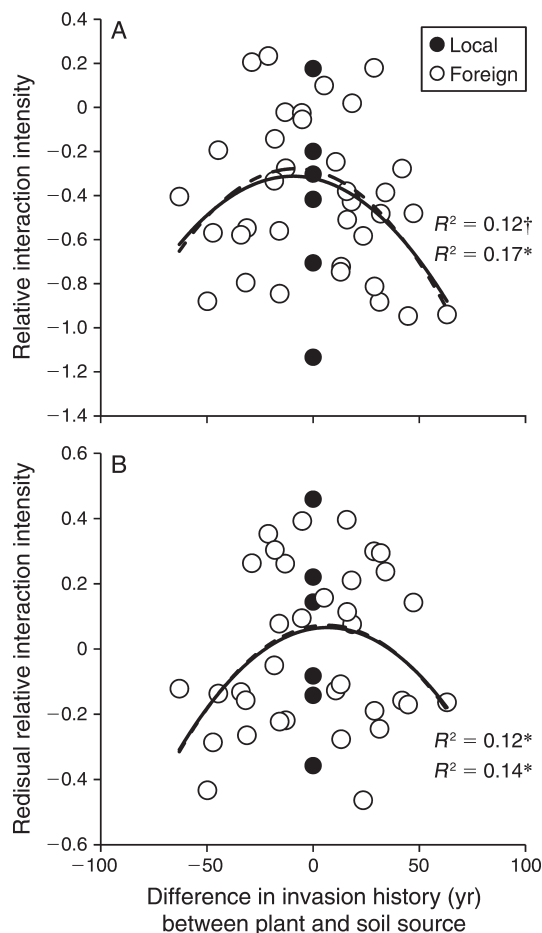 A
Local
Foreign
0.4
0.2
0
−0.2
−0.4
−0.6
−0.8
−1.0
−1.2
−1.4
Relative interaction intensity
R² = 0.12†
R² = 0.17*
B
0.6
0.4
0.2
0
−0.2
−0.4
−0.6
Redisual relative interaction intensity
R² = 0.12*
R² = 0.14*
−100 −50 0 50 100
Difference in invasion history (yr)
between plant and soil source